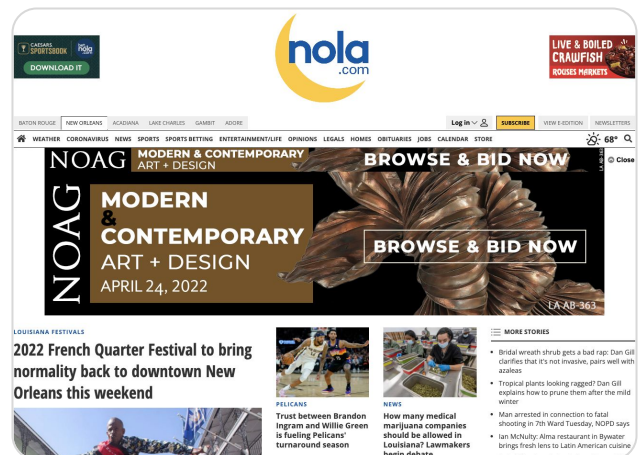 CAESARS
SPORTSBOOK
nola
DOWNLOAD IT
nola
.com
LIVE & BOILED
CRAWFISH
ROUSES MARKETS
BATON ROUGE NEW ORLEANS ACADIANA LAKE CHARLES GAMBIT ADORE
Log in SUBSCRIBE VIEW E-EDITION NEWSLETTERS
WEATHER CORONAVIRUS NEWS SPORTS SPORTS BETTING ENTERTAINMENT/LIFE OPINIONS LEGALS HOMES OBITUARIES JOBS CALENDAR STORE 68°
NOAG MODERN & CONTEMPORARY
ART + DESIGN
BROWSE & BID NOW
Close
NOAG
MODERN
&
CONTEMPORARY
ART + DESIGN
APRIL 24, 2022
BROWSE & BID NOW
LA AB-363
LOUISIANA FESTIVALS
2022 French Quarter Festival to bring
normality back to downtown New
Orleans this weekend
PELICANS
Trust between Brandon
Ingram and Willie Green
is fueling Pelicans'
turnaround season
NEWS
How many medical
marijuana companies
should be allowed in
Louisiana? Lawmakers
begin debate
MORE STORIES
Bridal wreath shrub gets a bad rap: Dan Gill
clarifies that it's not invasive, pairs well with
azaleas
Tropical plants looking ragged? Dan Gill
explains how to prune them after the mild
winter
Man arrested in connection to fatal
shooting in 7th Ward Tuesday, NOPD says
Ian McNulty: Alma restaurant in Bywater
brings fresh lens to Latin American cuisine